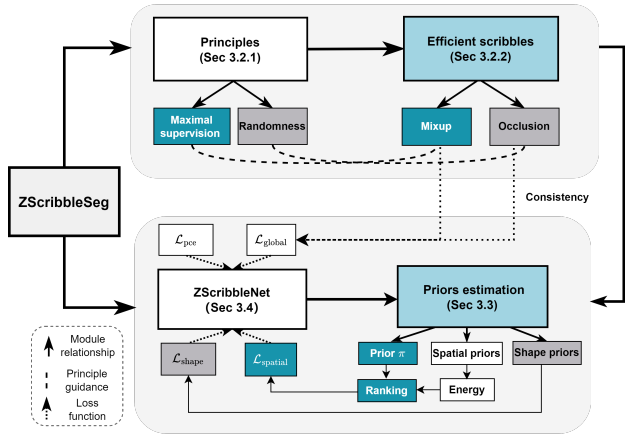 Principles
(Sec 3.2.1)
Efficient scribbles
(Sec 3.2.2)
Maximal
supervision
Randomness
Mixup
Occlusion
ZScribbleSeg
Consistency
ℒpce
ℒglobal
ZScribbleNet
(Sec 3.4)
Priors estimation
(Sec 3.3)
ℒshape
ℒspatial
Prior π
Spatial priors
Shape priors
Ranking
Energy
Module
relationship
Principle
guidance
Loss
function